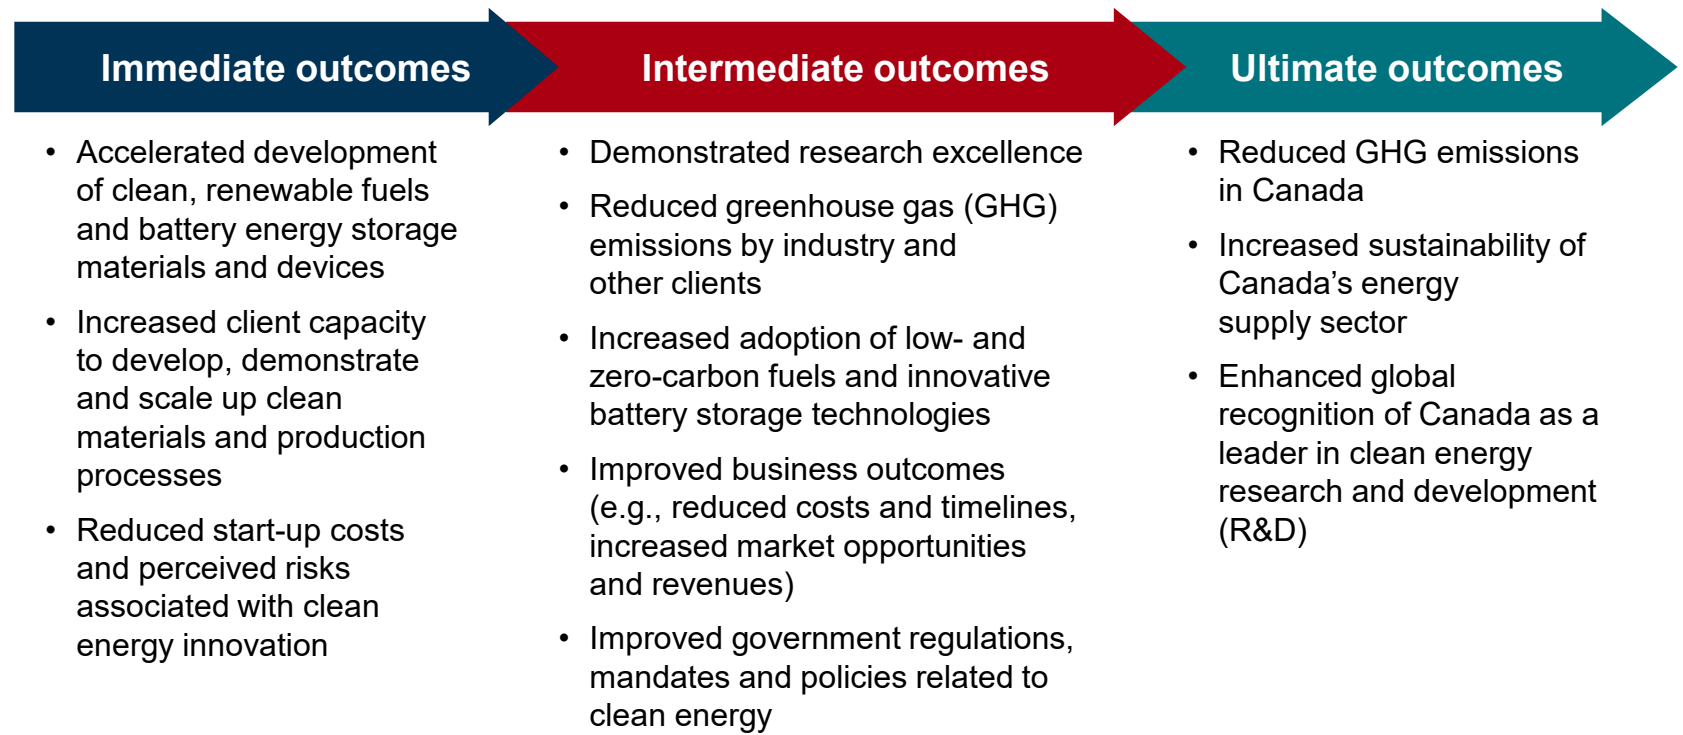 Immediate outcomes
• Accelerated development
of clean, renewable fuels
and battery energy storage
materials and devices
• Increased client capacity
to develop, demonstrate
and scale up clean
materials and production
processes
• Reduced start-up costs
and perceived risks
associated with clean
energy innovation
Intermediate outcomes
• Demonstrated research excellence
• Reduced greenhouse gas (GHG)
emissions by industry and
other clients
• Increased adoption of low- and
zero-carbon fuels and innovative
battery storage technologies
• Improved business outcomes
(e.g., reduced costs and timelines,
increased market opportunities
and revenues)
• Improved government regulations,
mandates and policies related to
clean energy
Ultimate outcomes
• Reduced GHG emissions
in Canada
• Increased sustainability of
Canada’s energy
supply sector
• Enhanced global
recognition of Canada as a
leader in clean energy
research and development
(R&D)